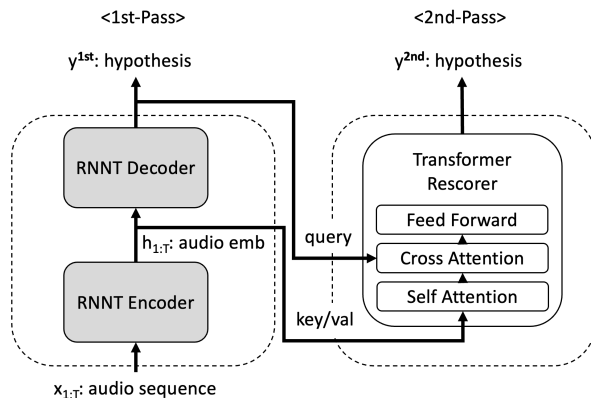 <1st-Pass>
<2nd-Pass>
y1st: hypothesis
y2nd: hypothesis
RNNT Decoder
Transformer
Rescorer
Feed Forward
query
h1:T: audio emb
Cross Attention
RNNT Encoder
Self Attention
key/val
x1:T: audio sequence